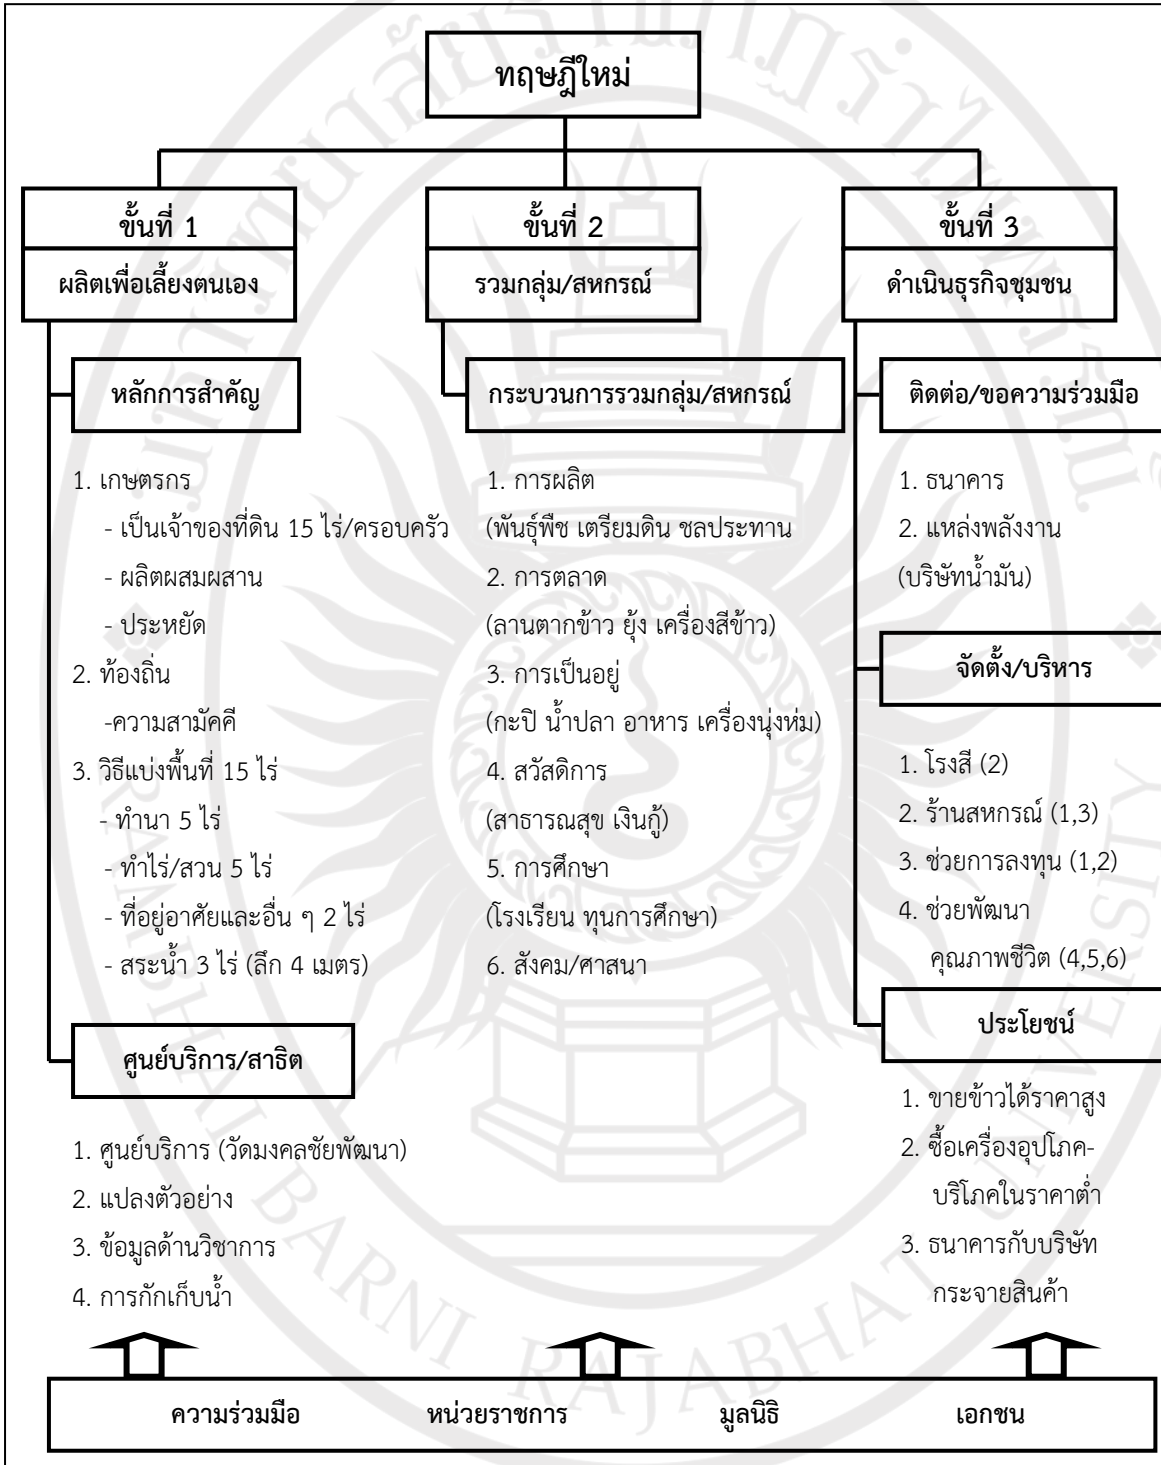 ทฤษฎีใหม่
ขั้นที่ 1
ผลิตเพื่อเลี้ยงตนเอง
หลักการสำคัญ
1. เกษตรกร
- เป็นเจ้าของที่ดิน 15 ไร่/ครอบครัว
- ผลิตผสมผสาน
- ประหยัด
2. ท้องถิ่น
-ความสามัคคี
3. วิธีแบ่งพื้นที่ 15 ไร่
- ทำนา 5 ไร่
- ทำไร่/สวน 5 ไร่
- ที่อยู่อาศัยและอื่น ๆ 2 ไร่
- สระน้ำ 3 ไร่ (ลึก 4 เมตร)
ศูนย์บริการ/สาธิต
1. ศูนย์บริการ (วัดมงคลชัยพัฒนา)
2. แปลงตัวอย่าง
3. ข้อมูลด้านวิชาการ
4. การกักเก็บน้ำ
ขั้นที่ 2
รวมกลุ่ม/สหกรณ์
กระบวนการรวมกลุ่ม/สหกรณ์
1. การผลิต
(พันธุ์พืช เตรียมดิน ชลประทาน
2. การตลาด
(ลานตากข้าว ยุ้ง เครื่องสีข้าว)
3. การเป็นอยู่
(กะปิ น้ำปลา อาหาร เครื่องนุ่งห่ม)
4. สวัสดิการ
(สาธารณสุข เงินกู้)
5. การศึกษา
(โรงเรียน ทุนการศึกษา)
6. สังคม/ศาสนา
ขั้นที่ 3
ดำเนินธุรกิจชุมชน
ติดต่อ/ขอความร่วมมือ
1. ธนาคาร
2. แหล่งพลังงาน
(บริษัทน้ำมัน)
จัดตั้ง/บริหาร
1. โรงสี (2)
2. ร้านสหกรณ์ (1,3)
3. ช่วยการลงทุน (1,2)
4. ช่วยพัฒนา
คุณภาพชีวิต (4,5,6)
ประโยชน์
1. ขายข้าวได้ราคาสูง
2. ซื้อเครื่องอุปโภค-
บริโภคในราคาต่ำ
3. ธนาคารกับบริษัท
กระจายสินค้า
ความร่วมมือ หน่วยราชการ มูลนิธิ เอกชน
มหาวิทยาลัยราชภัฏรำไพพรรณี
RAMBHAI BARNI RAJABHAT UNIVERSITY